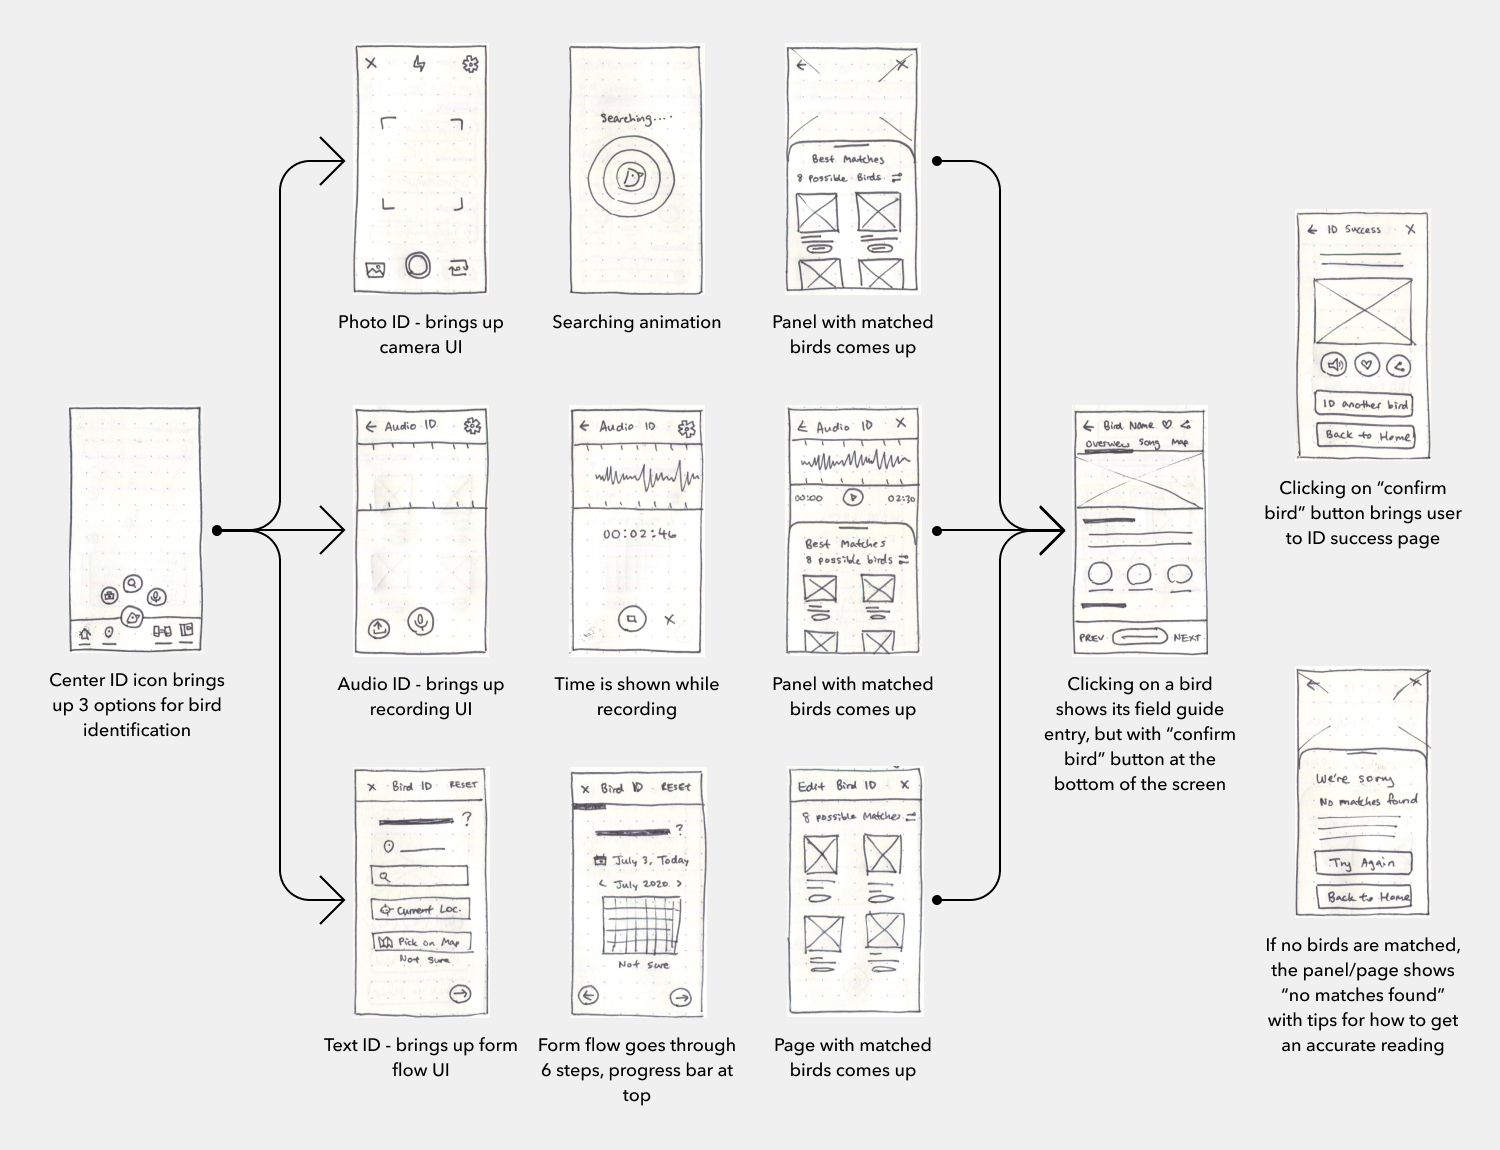 Searching....
Best Matches
8 Possible Birds
Photo ID - brings up
camera UI
Searching animation
Panel with matched
birds comes up
ID Success
ID another bird
Back to Home
Clicking on “confirm
bird” button brings user
to ID success page
Center ID icon brings
up 3 options for bird
identification
Audio ID
Audio ID
00:02:46
Audio ID
00:00
02:30
Best Matches
8 possible birds
Audio ID - brings up
recording UI
Time is shown while
recording
Panel with matched
birds comes up
Bird Name
Overview Song Map
PREV
NEXT
Clicking on a bird
shows its field guide
entry, but with “confirm
bird” button at the
bottom of the screen
Bird ID RESET
?
Current Loc.
Pick on Map
Not sure
Bird ID RESET
?
July 3, Today
< July 2020 >
Not sure
Edit Bird ID
8 possible Matches
Text ID - brings up form
flow UI
Form flow goes through
6 steps, progress bar at
top
Page with matched
birds comes up
We're sorry
No matches found
Try Again
Back to Home
If no birds are matched,
the panel/page shows
“no matches found”
with tips for how to get
an accurate reading